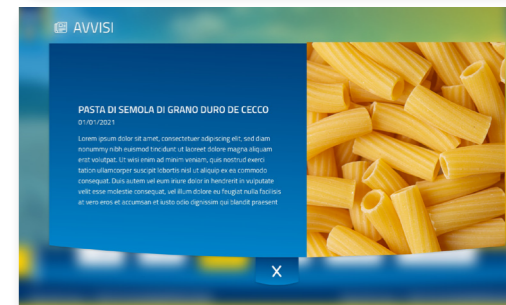 AVVISI
PASTA DI SEMOLA DI GRANO DURO DE CECCO
01/01/2021
Lorem ipsum dolor sit amet, consectetuer adipiscing elit, sed diam
nonummy nibh euismod tincidunt ut laoreet dolore magna aliquam
erat volutpat. Ut wisi enim ad minim veniam, quis nostrud exerci
tation ullamcorper suscipit lobortis nisl ut aliquip ex ea commodo
consequat. Duis autem vel eum iriure dolor in hendrerit in vulputate
velit esse molestie consequat, vel illum dolore eu feugiat nulla facilisis
at vero eros et accumsan et iusto odio dignissim qui blandit praesent
X